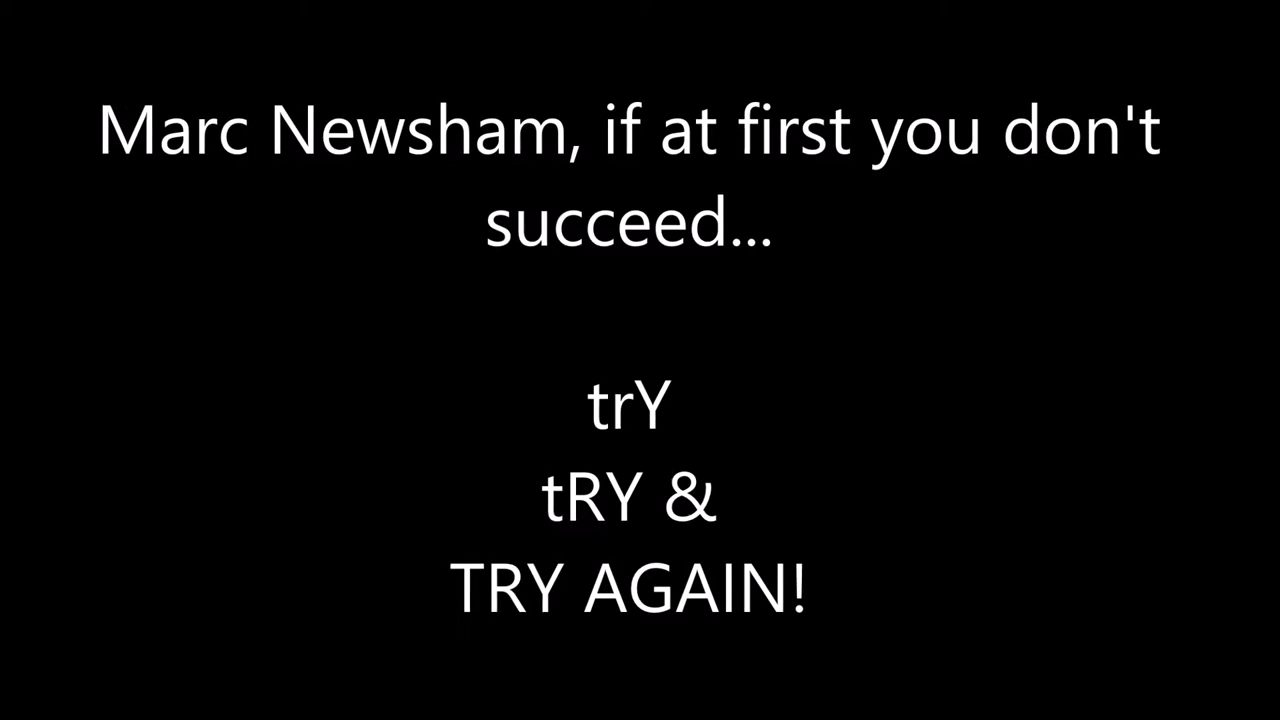 Marc Newsham, if at first you don't
succeed...
trY
tRY &
TRY AGAIN!